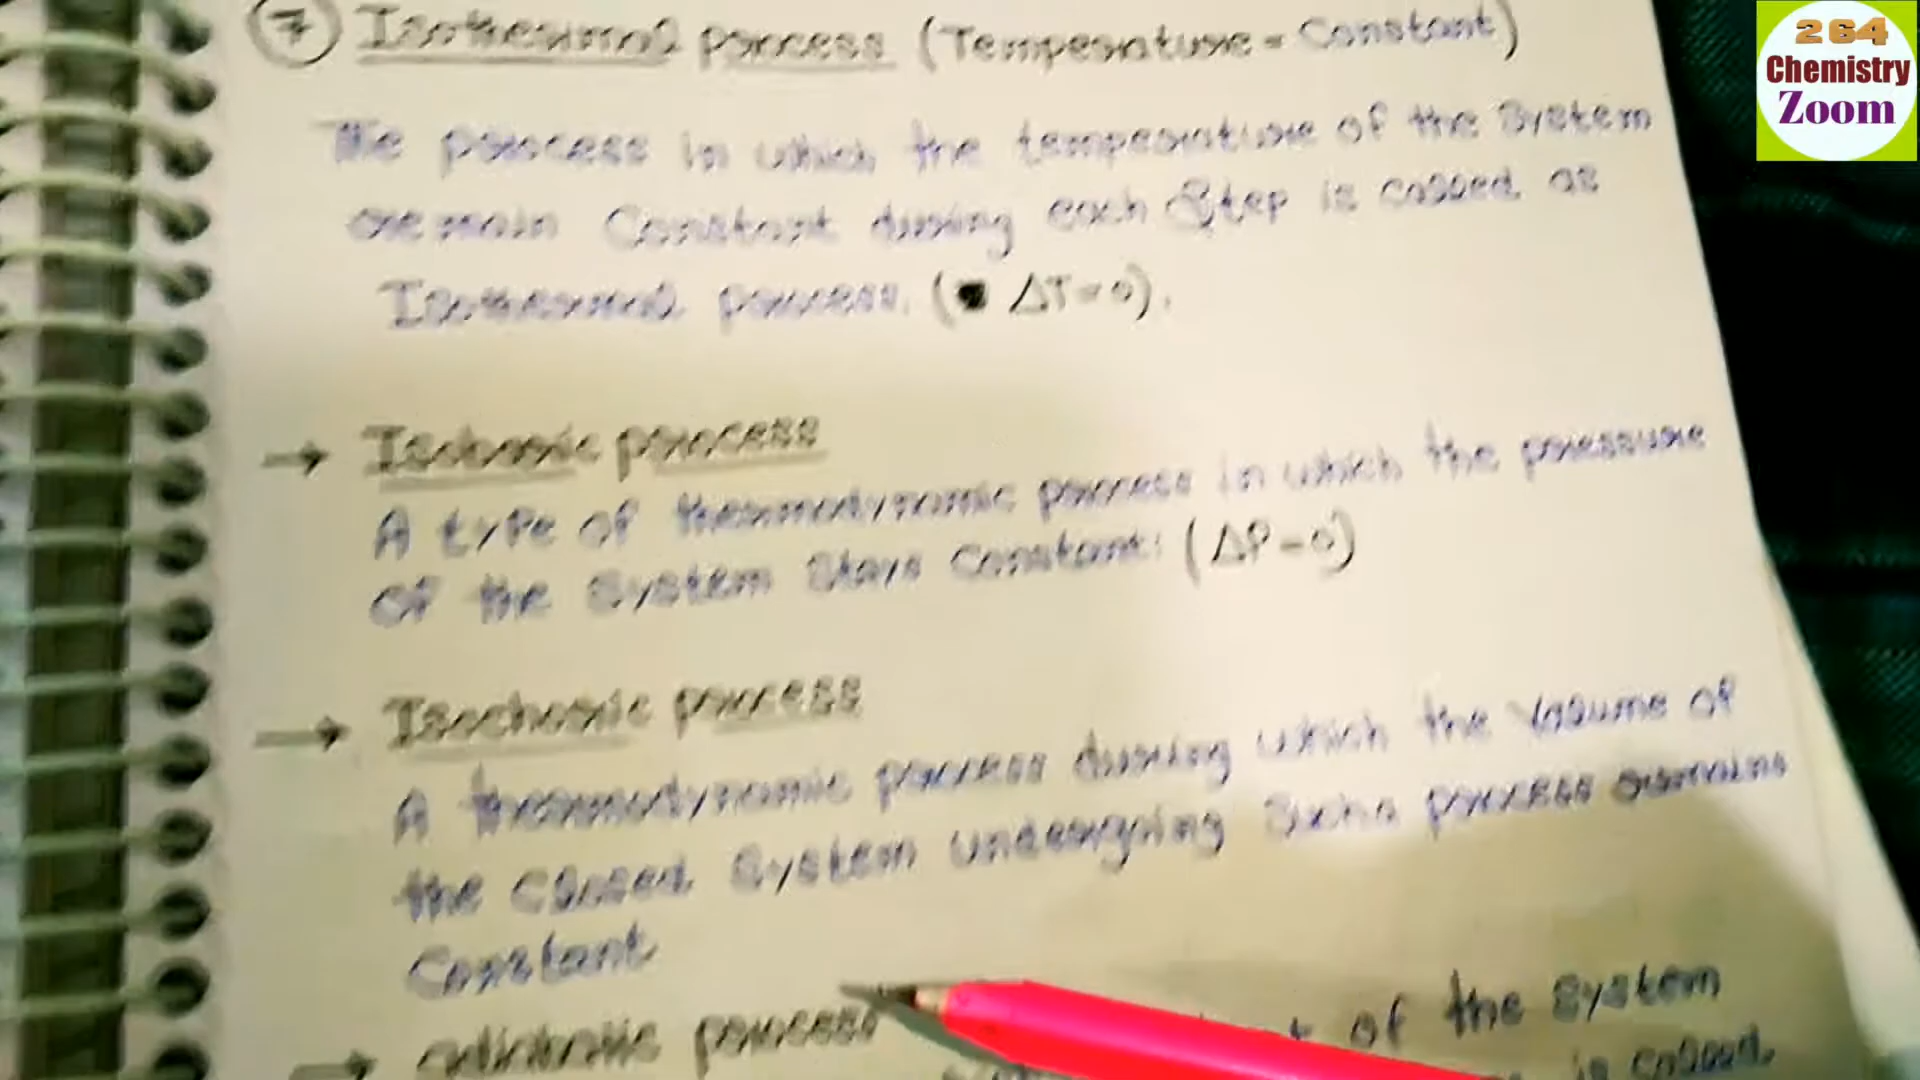 7 Isothermal process (Temperature = Constant)
The process in which the temperature of the System
remain Constant during each Step is called as
Isothermal process. ( ΔT=0).
→ process
A type of thermodynamic process in which the pressure
of the system stays constant: (ΔP=0)
→ Isochoric process
A thermodynamic process during which the volume of
the closed system undergoing such a process remains
Constant
→ adiabatic process of the system
is called
264
Chemistry
Zoom